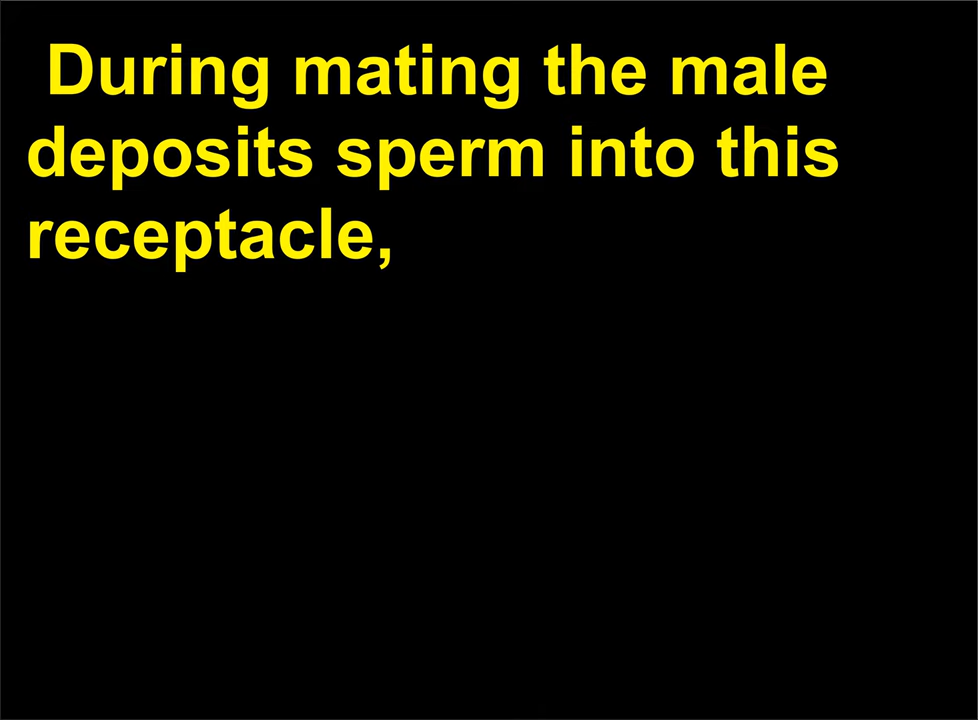 During mating the male
deposits sperm into this
receptacle,